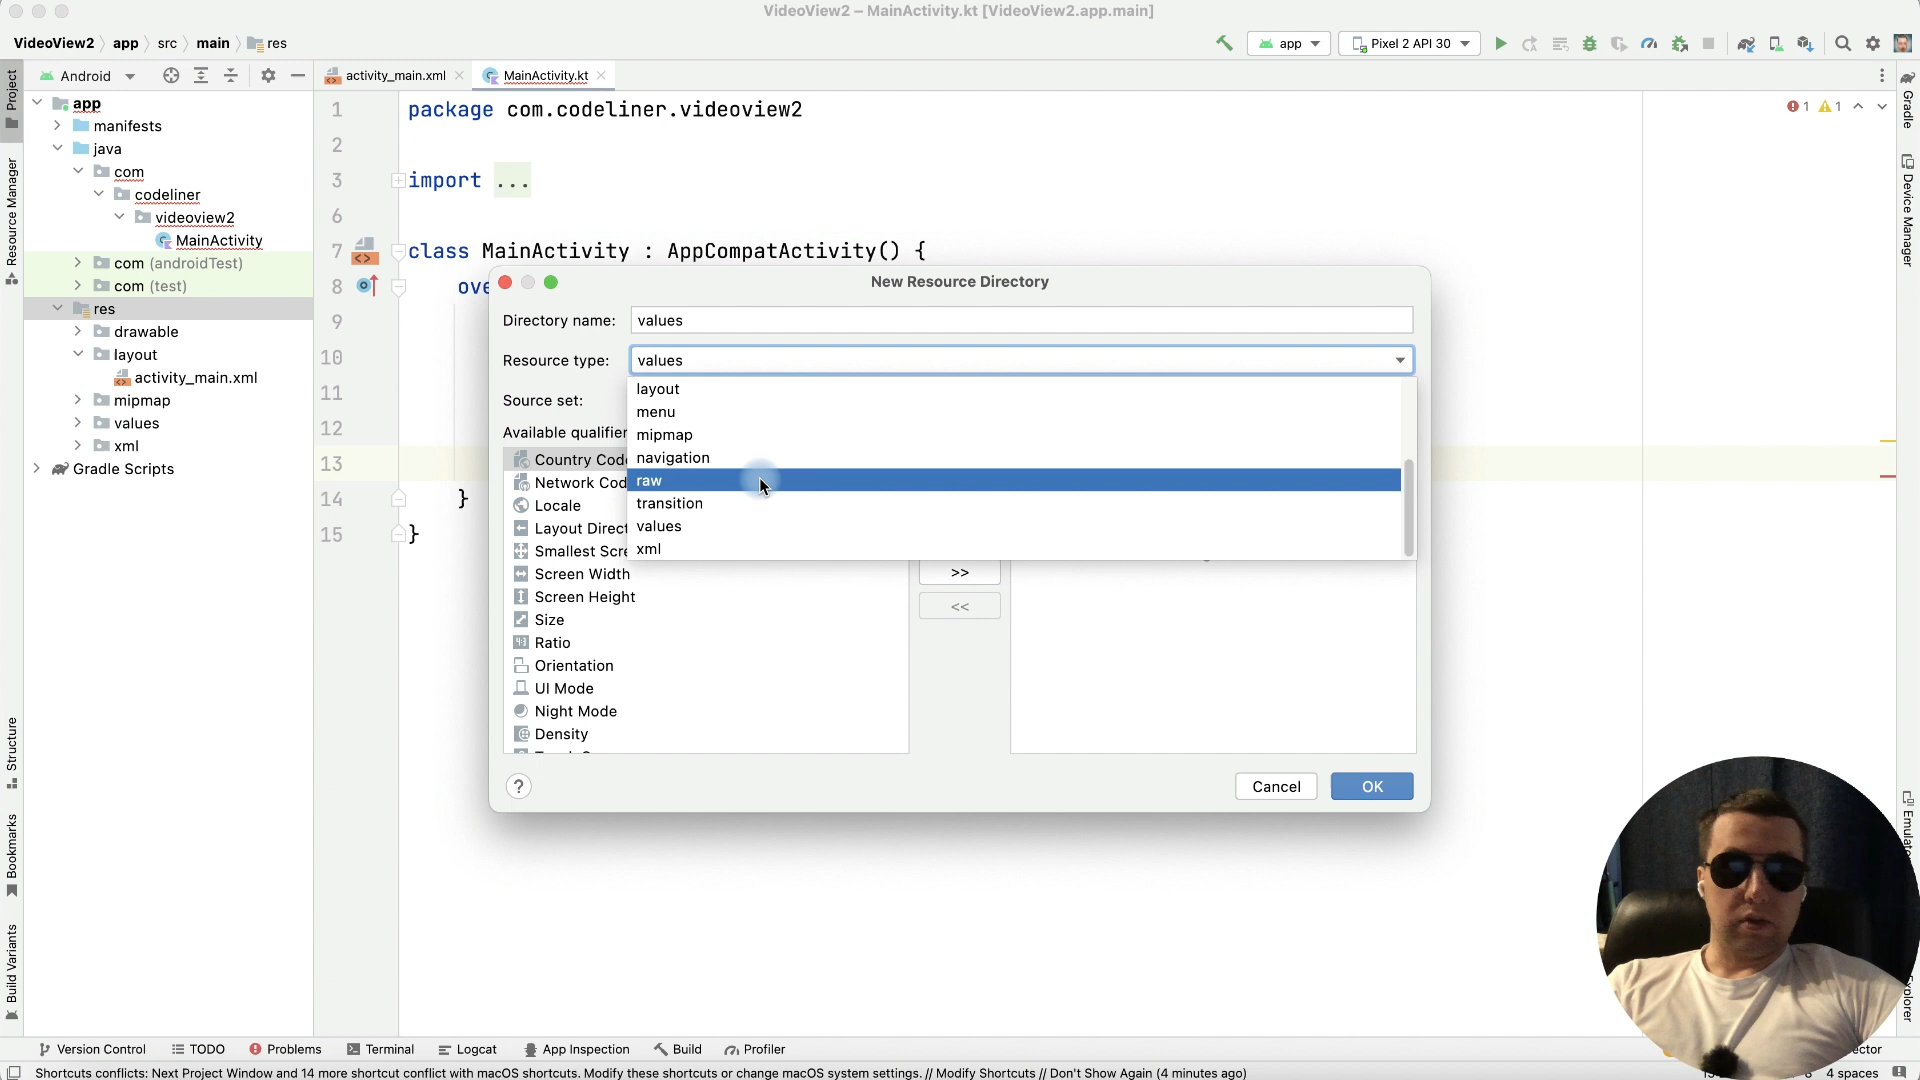 VideoView2 – MainActivity.kt [VideoView2.app.main]
VideoView2 app src main res
app
Pixel 2 API 30
Project
Resource Manager
Structure
Bookmarks
Build Variants
Android
app
manifests
java
com
codeliner
videoview2
MainActivity
com (androidTest)
com (test)
res
drawable
layout
activity_main.xml
mipmap
values
xml
Gradle Scripts
activity_main.xml
MainActivity.kt
1 package com.codeliner.videoview2
2
3 import ...
6
7 class MainActivity : AppCompatActivity() {
8 ove
9
10
11
12
13
14 }
15 }
1 1
New Resource Directory
Directory name: values
Resource type: values
Source set:
Available qualifier
layout
menu
mipmap
navigation
raw
transition
values
xml
Country Code
Network Cod
Locale
Layout Direct
Smallest Scre
Screen Width
Screen Height
Size
Ratio
Orientation
UI Mode
Night Mode
Density
>>
<<
?
Cancel
OK
Gradle
Device Manager
Emulato
xplorer
Version Control
TODO
Problems
Terminal
Logcat
App Inspection
Build
Profiler
ector
Shortcuts conflicts: Next Project Window and 14 more shortcut conflict with macOS shortcuts. Modify these shortcuts or change macOS system settings. // Modify Shortcuts // Don't Show Again (4 minutes ago)
4 spaces